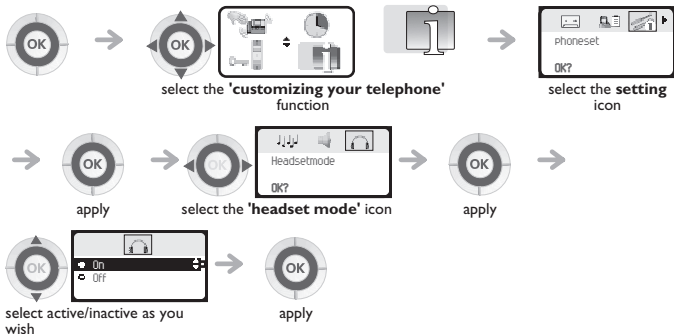 OK
OK
phoneset
OK?
select the 'customizing your telephone'
function
select the setting
icon
OK
OK
Headsetmode
OK?
OK
apply
select the 'headset mode' icon
apply
OK
On
Off
OK
select active/inactive as you
wish
apply